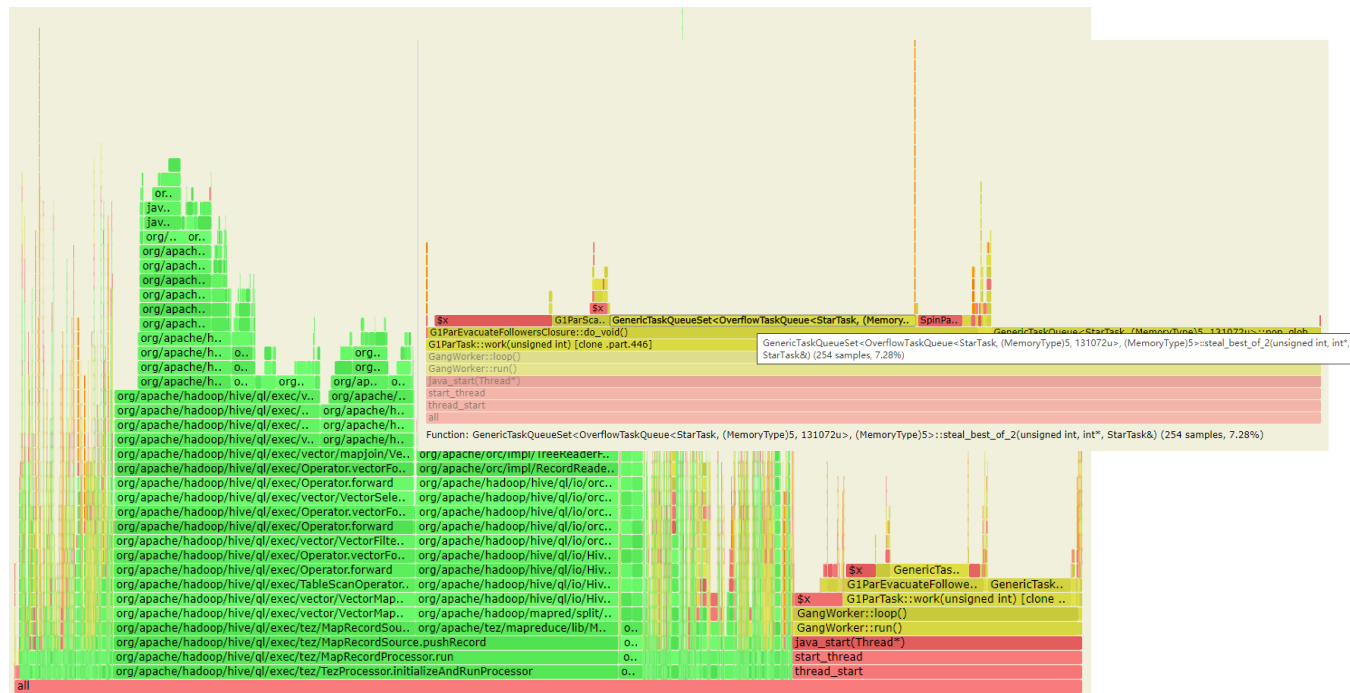 or..
jav..
jav..
org/.. or..
org/apach..
org/apach..
org/apach..
org/apach..
org/apach..
$x
org/apach..
$x G1ParSca.. GenericTaskQueueSet<OverflowTaskQueue<StarTask, (Memory.. SpinPa..
G1ParEvacuateFollowersClosure::do_void()
org/apache/h..
G1ParTask::work(unsigned int) [clone .part.446]
GenericTaskQueueSet<OverflowTaskQueue<StarTask, (MemoryType)5, 131072u>, (MemoryType)5>::steal_best_of_2(unsigned int, int*,
StarTask&) (254 samples, 7.28%)
org/apache/h.. o.. org..
GangWorker::loop()
org/apache/h.. o.. org..
GangWorker::run()
org/apache/h.. o.. org.. org/ap.. o..
java_start(Thread*)
org/apache/hadoop/hive/ql/exec/v.. org/apache/..
start_thread
org/apache/hadoop/hive/ql/exec/.. org/apache/h..
thread_start
org/apache/hadoop/hive/ql/exec/.. org/apache/h..
all
org/apache/hadoop/hive/ql/exec/v.. org/apache/h..
Function: GenericTaskQueueSet<OverflowTaskQueue<StarTask, (MemoryType)5, 131072u>, (MemoryType)5>::steal_best_of_2(unsigned int, int*, StarTask&) (254 samples, 7.28%)
org/apache/hadoop/hive/ql/exec/vector/mapjoin/Ve.. org/apache/orc/impl/TreeReaderF..
org/apache/hadoop/hive/ql/exec/Operator.vectorFo.. org/apache/orc/impl/RecordReade..
org/apache/hadoop/hive/ql/exec/Operator.forward org/apache/hadoop/hive/ql/io/orc..
org/apache/hadoop/hive/ql/exec/vector/VectorSele.. org/apache/hadoop/hive/ql/io/orc..
org/apache/hadoop/hive/ql/exec/Operator.vectorFo.. org/apache/hadoop/hive/ql/io/orc..
org/apache/hadoop/hive/ql/exec/Operator.forward org/apache/hadoop/hive/ql/io/orc..
org/apache/hadoop/hive/ql/exec/vector/VectorFilte.. org/apache/hadoop/hive/ql/io/orc..
org/apache/hadoop/hive/ql/exec/Operator.vectorFo.. org/apache/hadoop/hive/ql/io/Hiv..
org/apache/hadoop/hive/ql/exec/Operator.forward org/apache/hadoop/hive/ql/io/Hiv.. $x GenericTas..
org/apache/hadoop/hive/ql/exec/TableScanOperator.. org/apache/hadoop/hive/ql/io/Hiv.. G1ParEvacuateFollowe.. GenericTask..
org/apache/hadoop/hive/ql/exec/vector/VectorMap.. org/apache/hadoop/hive/ql/io/Hiv.. $x G1ParTask::work(unsigned int) [clone ..
org/apache/hadoop/hive/ql/exec/vector/VectorMap.. org/apache/hadoop/mapred/split/.. GangWorker::loop()
org/apache/hadoop/hive/ql/exec/tez/MapRecordSou.. org/apache/tez/mapreduce/lib/M.. GangWorker::run()
org/apache/hadoop/hive/ql/exec/tez/MapRecordSource.pushRecord o.. java_start(Thread*)
org/apache/hadoop/hive/ql/exec/tez/MapRecordProcessor.run o.. start_thread
org/apache/hadoop/hive/ql/exec/tez/TezProcessor.initializeAndRunProcessor o.. thread_start
all